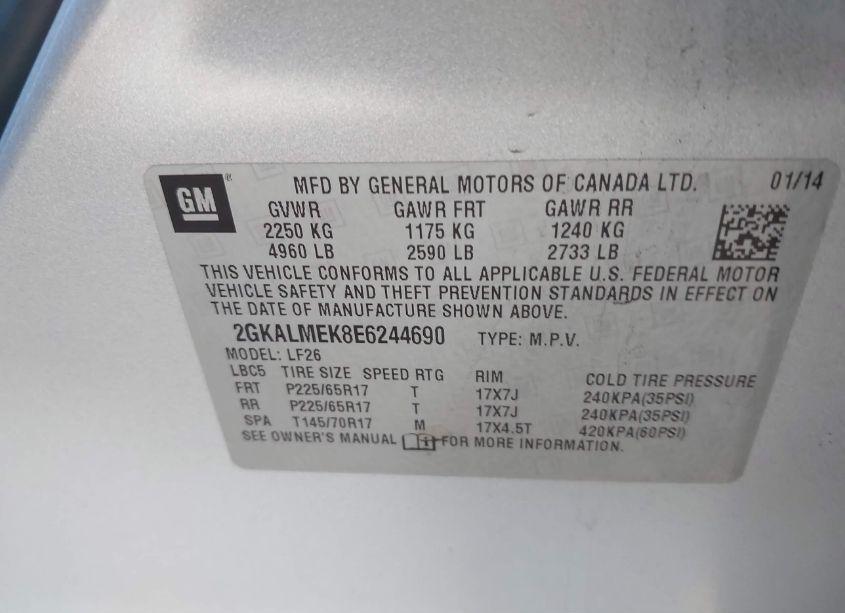 GM®
MFD BY GENERAL MOTORS OF CANADA LTD. 01/14
GVWR GAWR FRT GAWR RR
2250 KG 1175 KG 1240 KG
4960 LB 2590 LB 2733 LB
THIS VEHICLE CONFORMS TO ALL APPLICABLE U.S. FEDERAL MOTOR
VEHICLE SAFETY AND THEFT PREVENTION STANDARDS IN EFFECT ON
THE DATE OF MANUFACTURE SHOWN ABOVE.
2GKALMEK8E6244690 TYPE: M.P.V.
MODEL: LF26
LBC5 TIRE SIZE SPEED RTG RIM COLD TIRE PRESSURE
FRT P225/65R17 T 17X7J 240KPA(35PSI)
RR P225/65R17 T 17X7J 240KPA(35PSI)
SPA T145/70R17 M 17X4.5T 420KPA(60PSI)
SEE OWNER'S MANUAL FOR MORE INFORMATION.